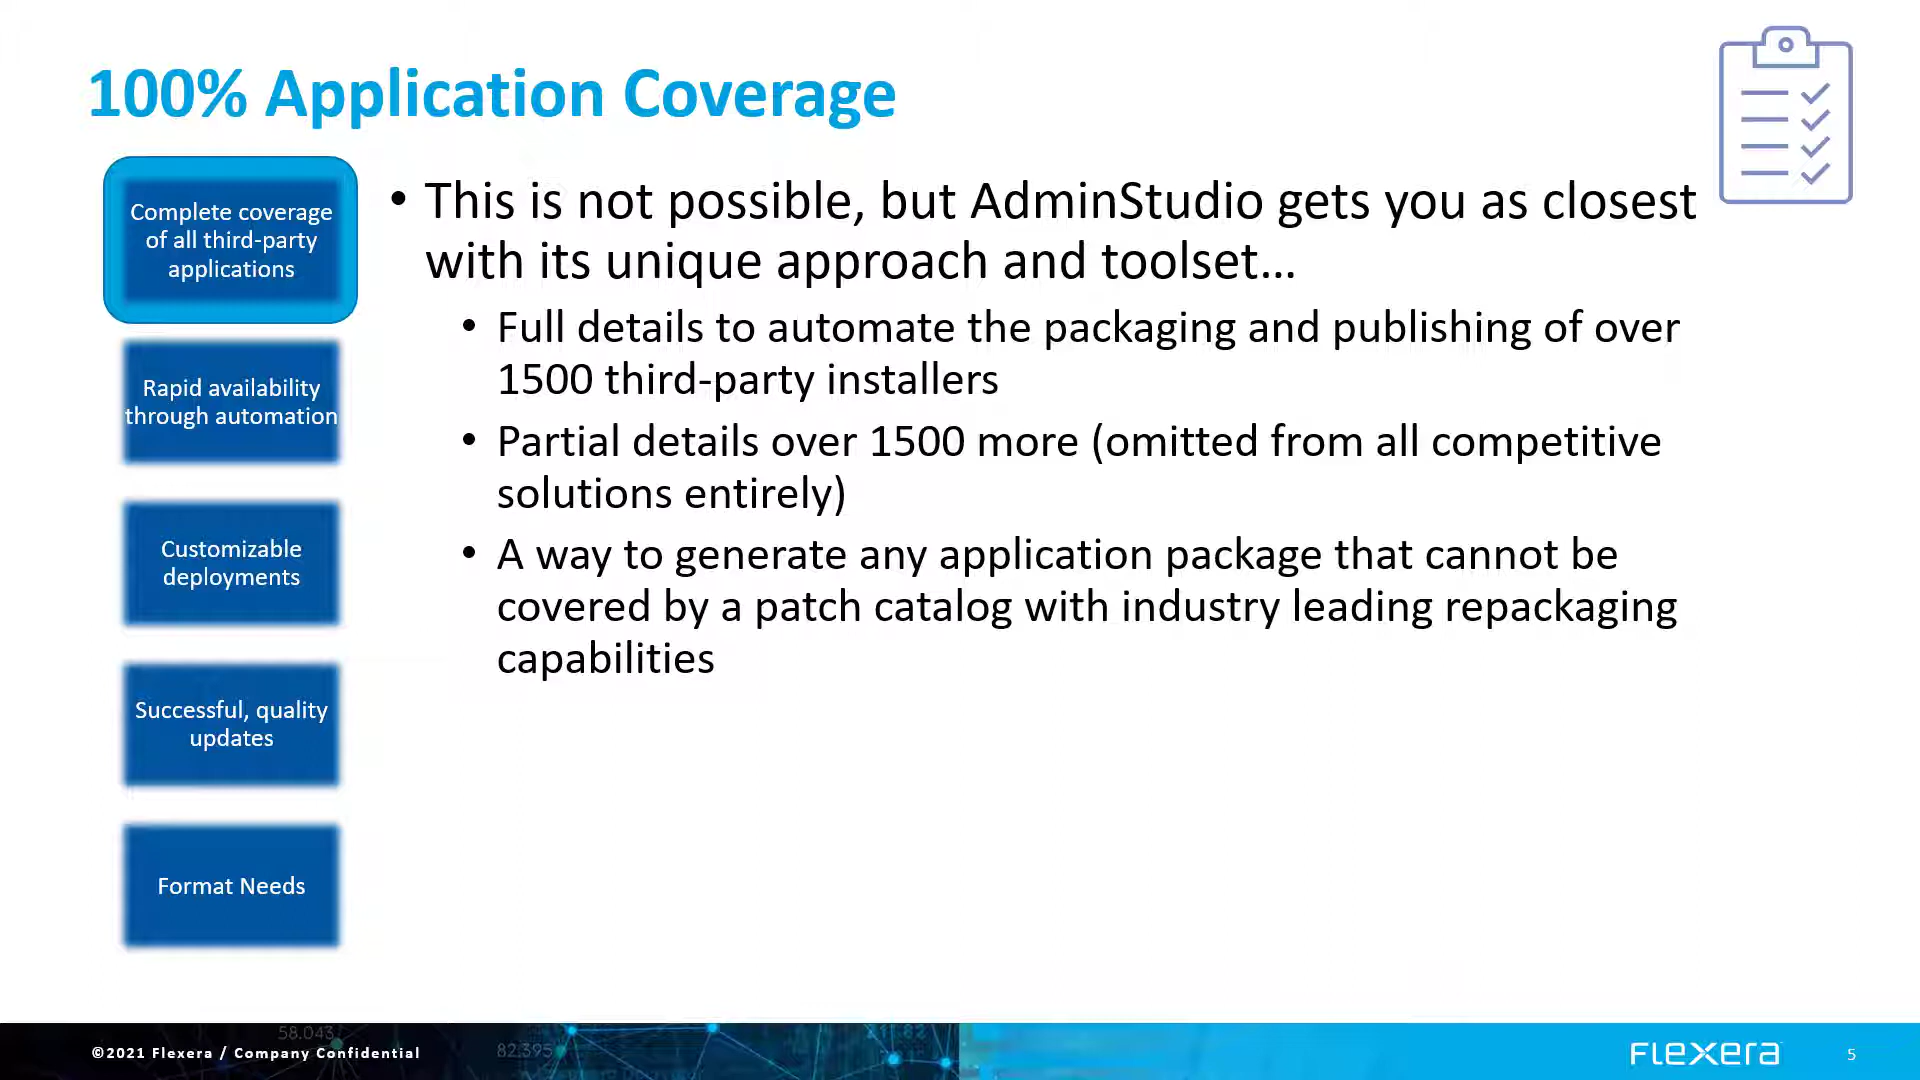 100% Application Coverage
Complete coverage
of all third-party
applications
Rapid availability
through automation
Customizable
deployments
Successful, quality
updates
Format Needs
• This is not possible, but AdminStudio gets you as closest
with its unique approach and toolset...
• Full details to automate the packaging and publishing of over
1500 third-party installers
• Partial details over 1500 more (omitted from all competitive
solutions entirely)
• A way to generate any application package that cannot be
covered by a patch catalog with industry leading repackaging
capabilities
58.043
82.395
©2021 Flexera / Company Confidential
FLEXERA
5